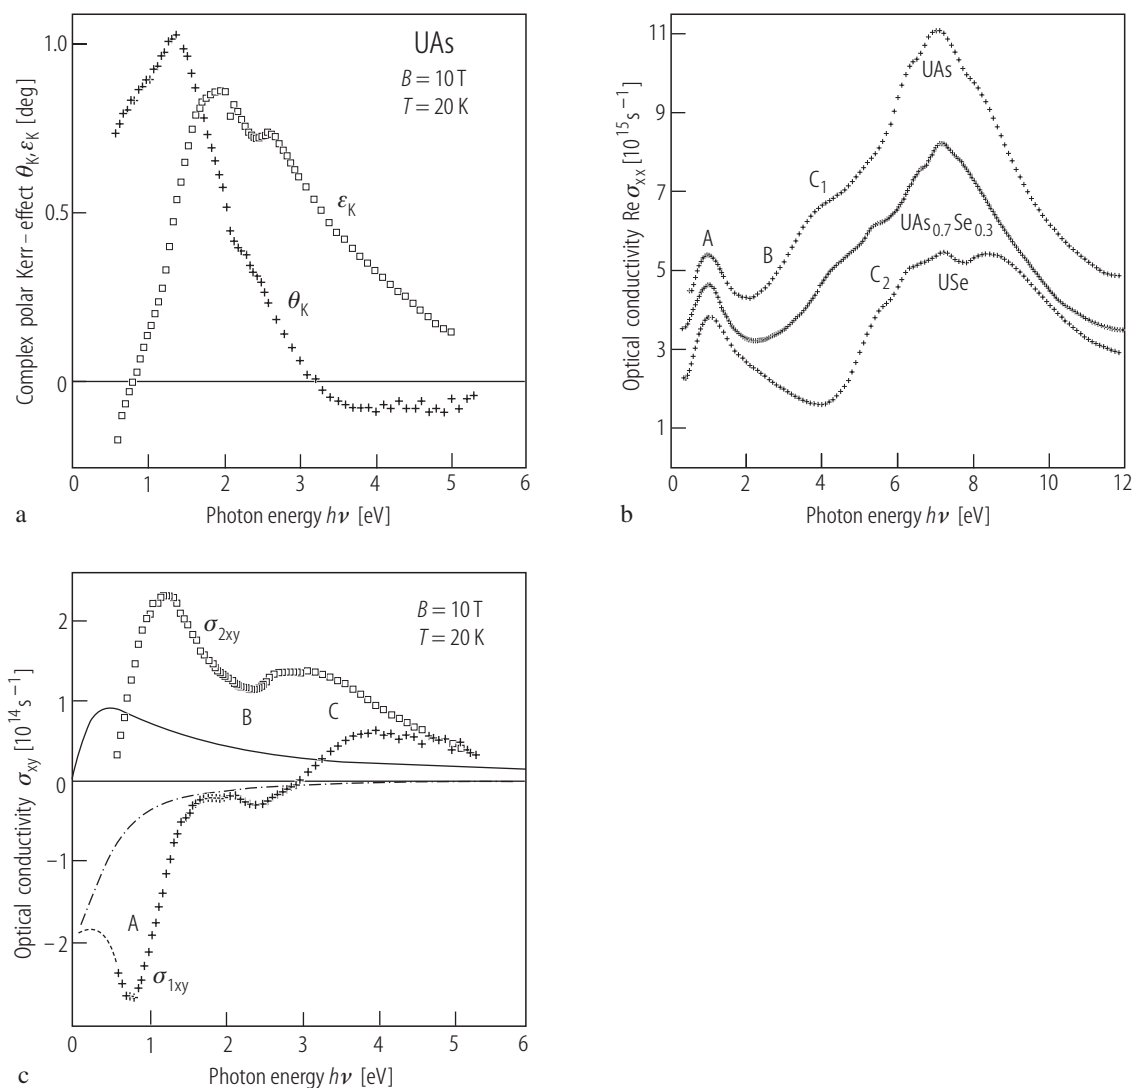 Complex polar Kerr – effect θK, εK [deg]
1.0
0.5
0
UAs
B = 10 T
T = 20 K
εK
θK
1 2 3 4 5 6
Photon energy hν [eV]
a
Optical conductivity Re σxx [10^15 s^−1]
11
9
7
5
3
1
UAs
C1
A
B
UAs0.7Se0.3
C2
USe
0 2 4 6 8 10 12
Photon energy hν [eV]
b
Optical conductivity σxy [10^14 s^−1]
2
1
0
−1
−2
B = 10 T
T = 20 K
σ2xy
B
C
A
σ1xy
0 1 2 3 4 5 6
Photon energy hν [eV]
c